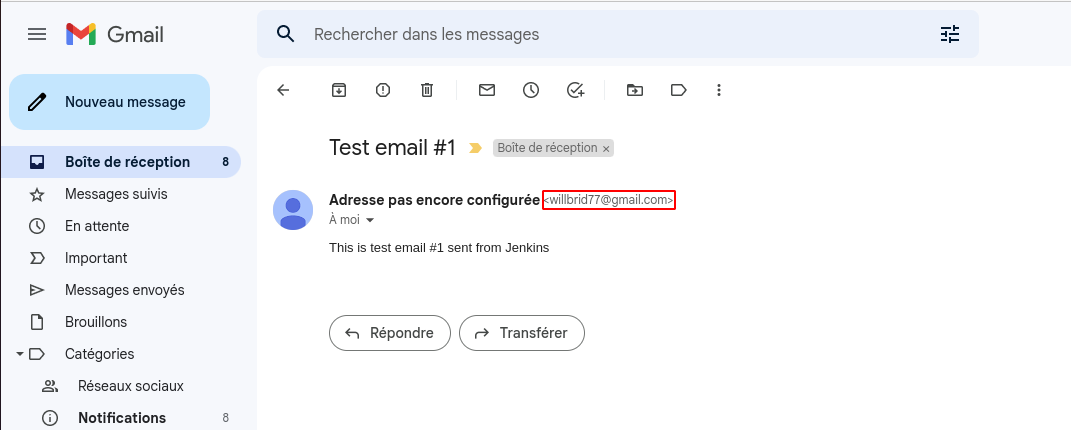 Gmail
Rechercher dans les messages
Nouveau message
Boîte de réception 8
Messages suivis
En attente
Important
Messages envoyés
Brouillons
Catégories
Réseaux sociaux
Notifications 8
Test email #1 Boîte de réception ×
Adresse pas encore configurée <willbrid77@gmail.com>
À moi
This is test email #1 sent from Jenkins
Répondre
Transférer